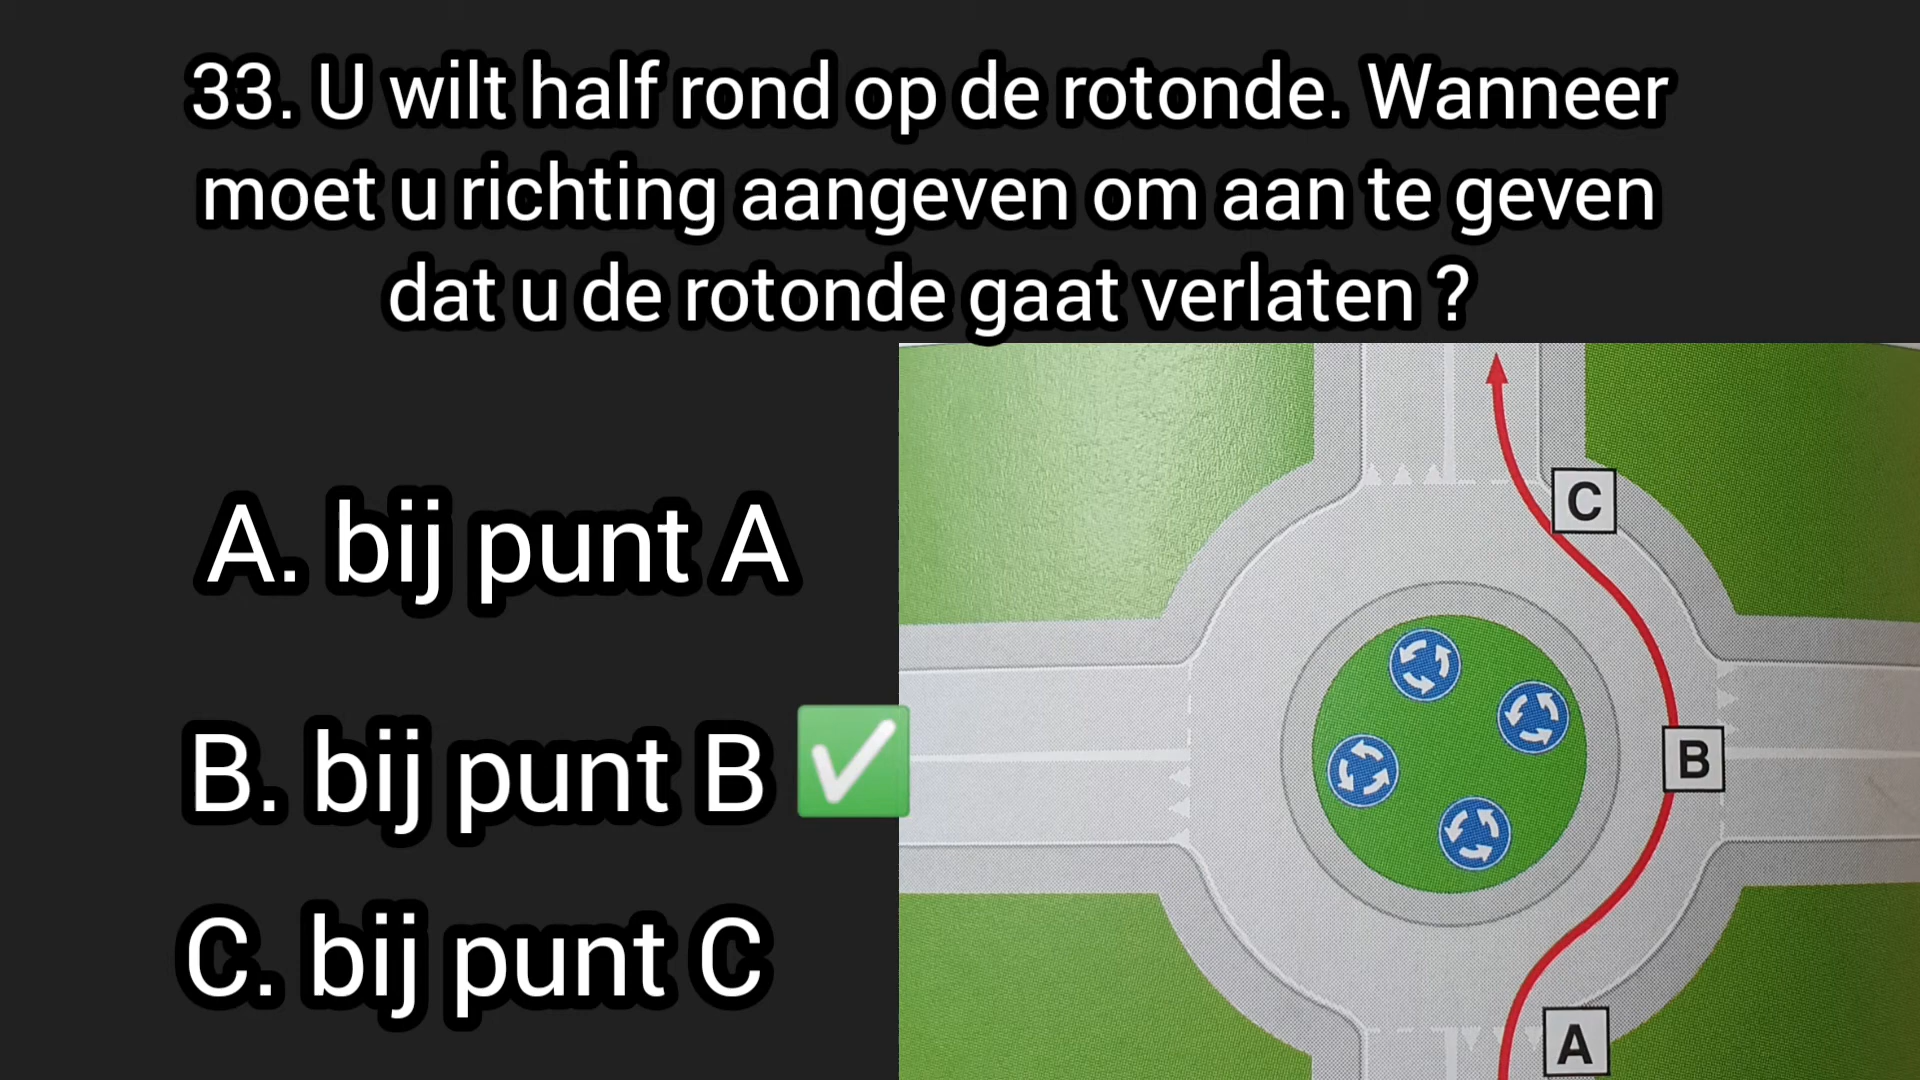 33. U wilt half rond op de rotonde. Wanneer
moet u richting aangeven om aan te geven
dat u de rotonde gaat verlaten ?
A. bij punt A
B. bij punt B
C. bij punt C
C
B
A